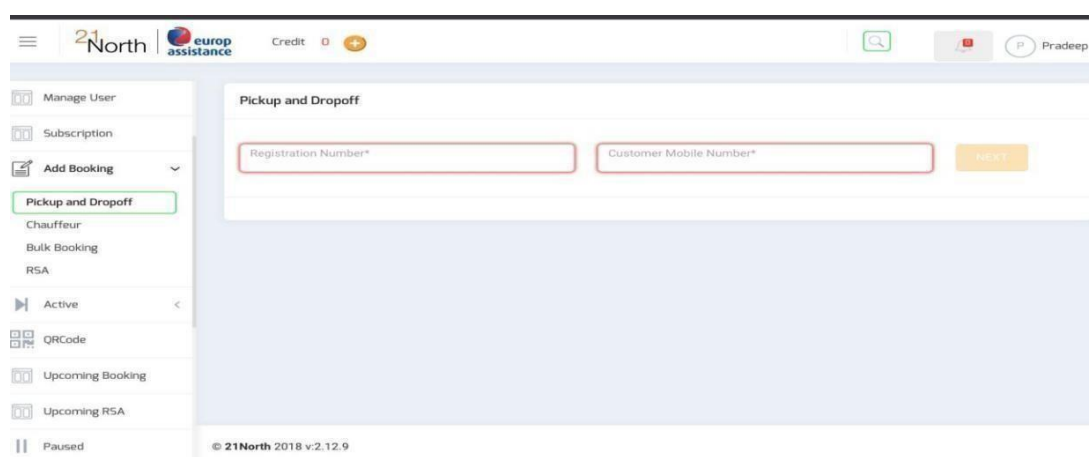 21North
europ
assistance
Credit 0
P Pradeep
Manage User
Subscription
Add Booking
Pickup and Dropoff
Chauffeur
Bulk Booking
RSA
Active
QRCode
Upcoming Booking
Upcoming RSA
Paused
Pickup and Dropoff
Registration Number*
Customer Mobile Number*
NEXT
© 21North 2018 v:2.12.9